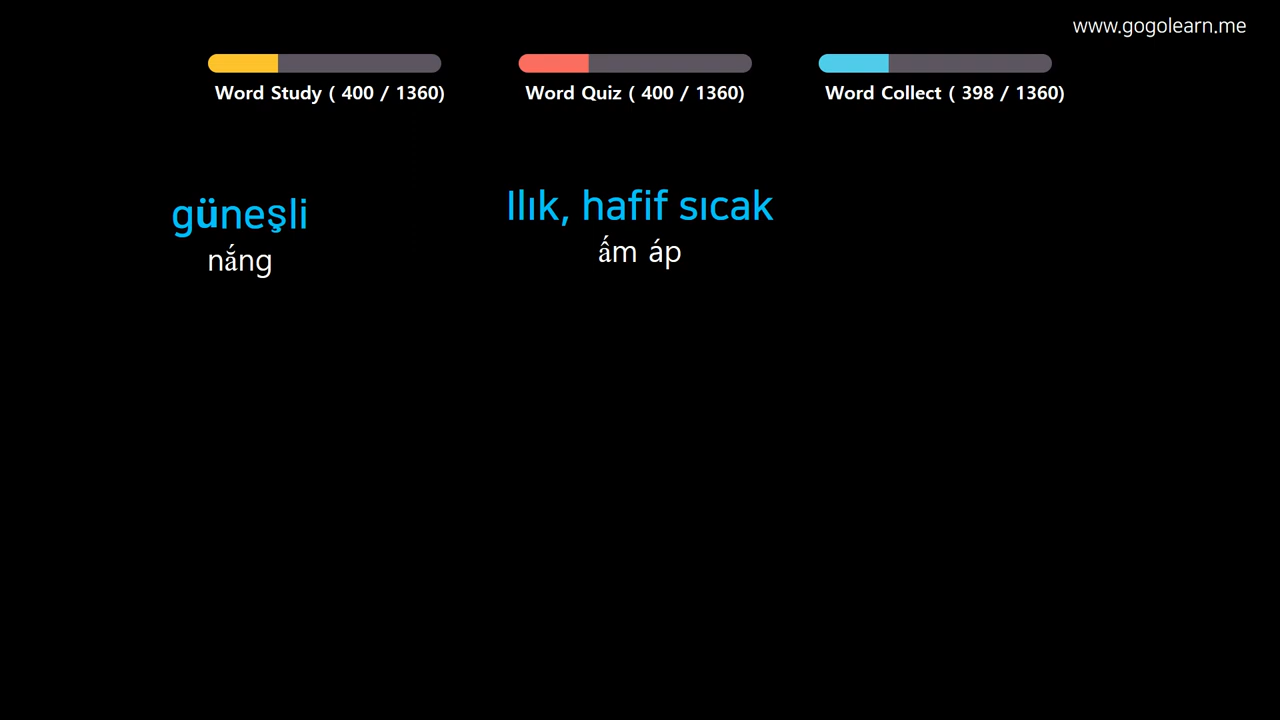 www.gogolearn.me
Word Study ( 400 / 1360)
Word Quiz ( 400 / 1360)
Word Collect ( 398 / 1360)
güneşli
nắng
Ilık, hafif sıcak
ấm áp